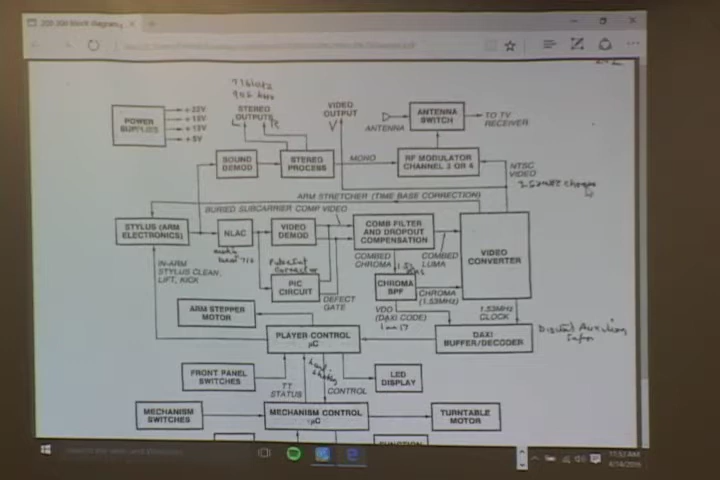 POWER
SUPPLIES
+ 22V
+ 15V
+ 12V
+ 5V
STEREO
OUTPUTS
L
R
VIDEO
OUTPUT
V
ANTENNA
ANTENNA
SWITCH
TO TV
RECEIVER
SOUND
DEMOD
STEREO
PROCESS
MONO
RF MODULATOR
CHANNEL 3 OR 4
NTSC
VIDEO
ARM STRETCHER (TIME BASE CORRECTION)
BURIED SUBCARRIER COMP VIDEO
STYLUS (ARM
ELECTRONICS)
NLAC
VIDEO
DEMOD
COMB FILTER
AND DROPOUT
COMPENSATION
VIDEO
CONVERTER
COMBED
CHROMA
COMBED
LUMA
IN-ARM
STYLUS CLEAN,
LIFT, KICK
PIC
CIRCUIT
DEFECT
GATE
CHROMA
BPF
CHROMA
(1.53MHz)
VDO
(DAXI CODE)
1.53MHz
CLOCK
ARM STEPPER
MOTOR
PLAYER CONTROL
µC
DAXI
BUFFER/DECODER
Digital Auxiliary
FRONT PANEL
SWITCHES
TT
STATUS
CONTROL
LED
DISPLAY
MECHANISM
SWITCHES
MECHANISM CONTROL
µC
TURNTABLE
MOTOR
FUNCTION
11:53 AM